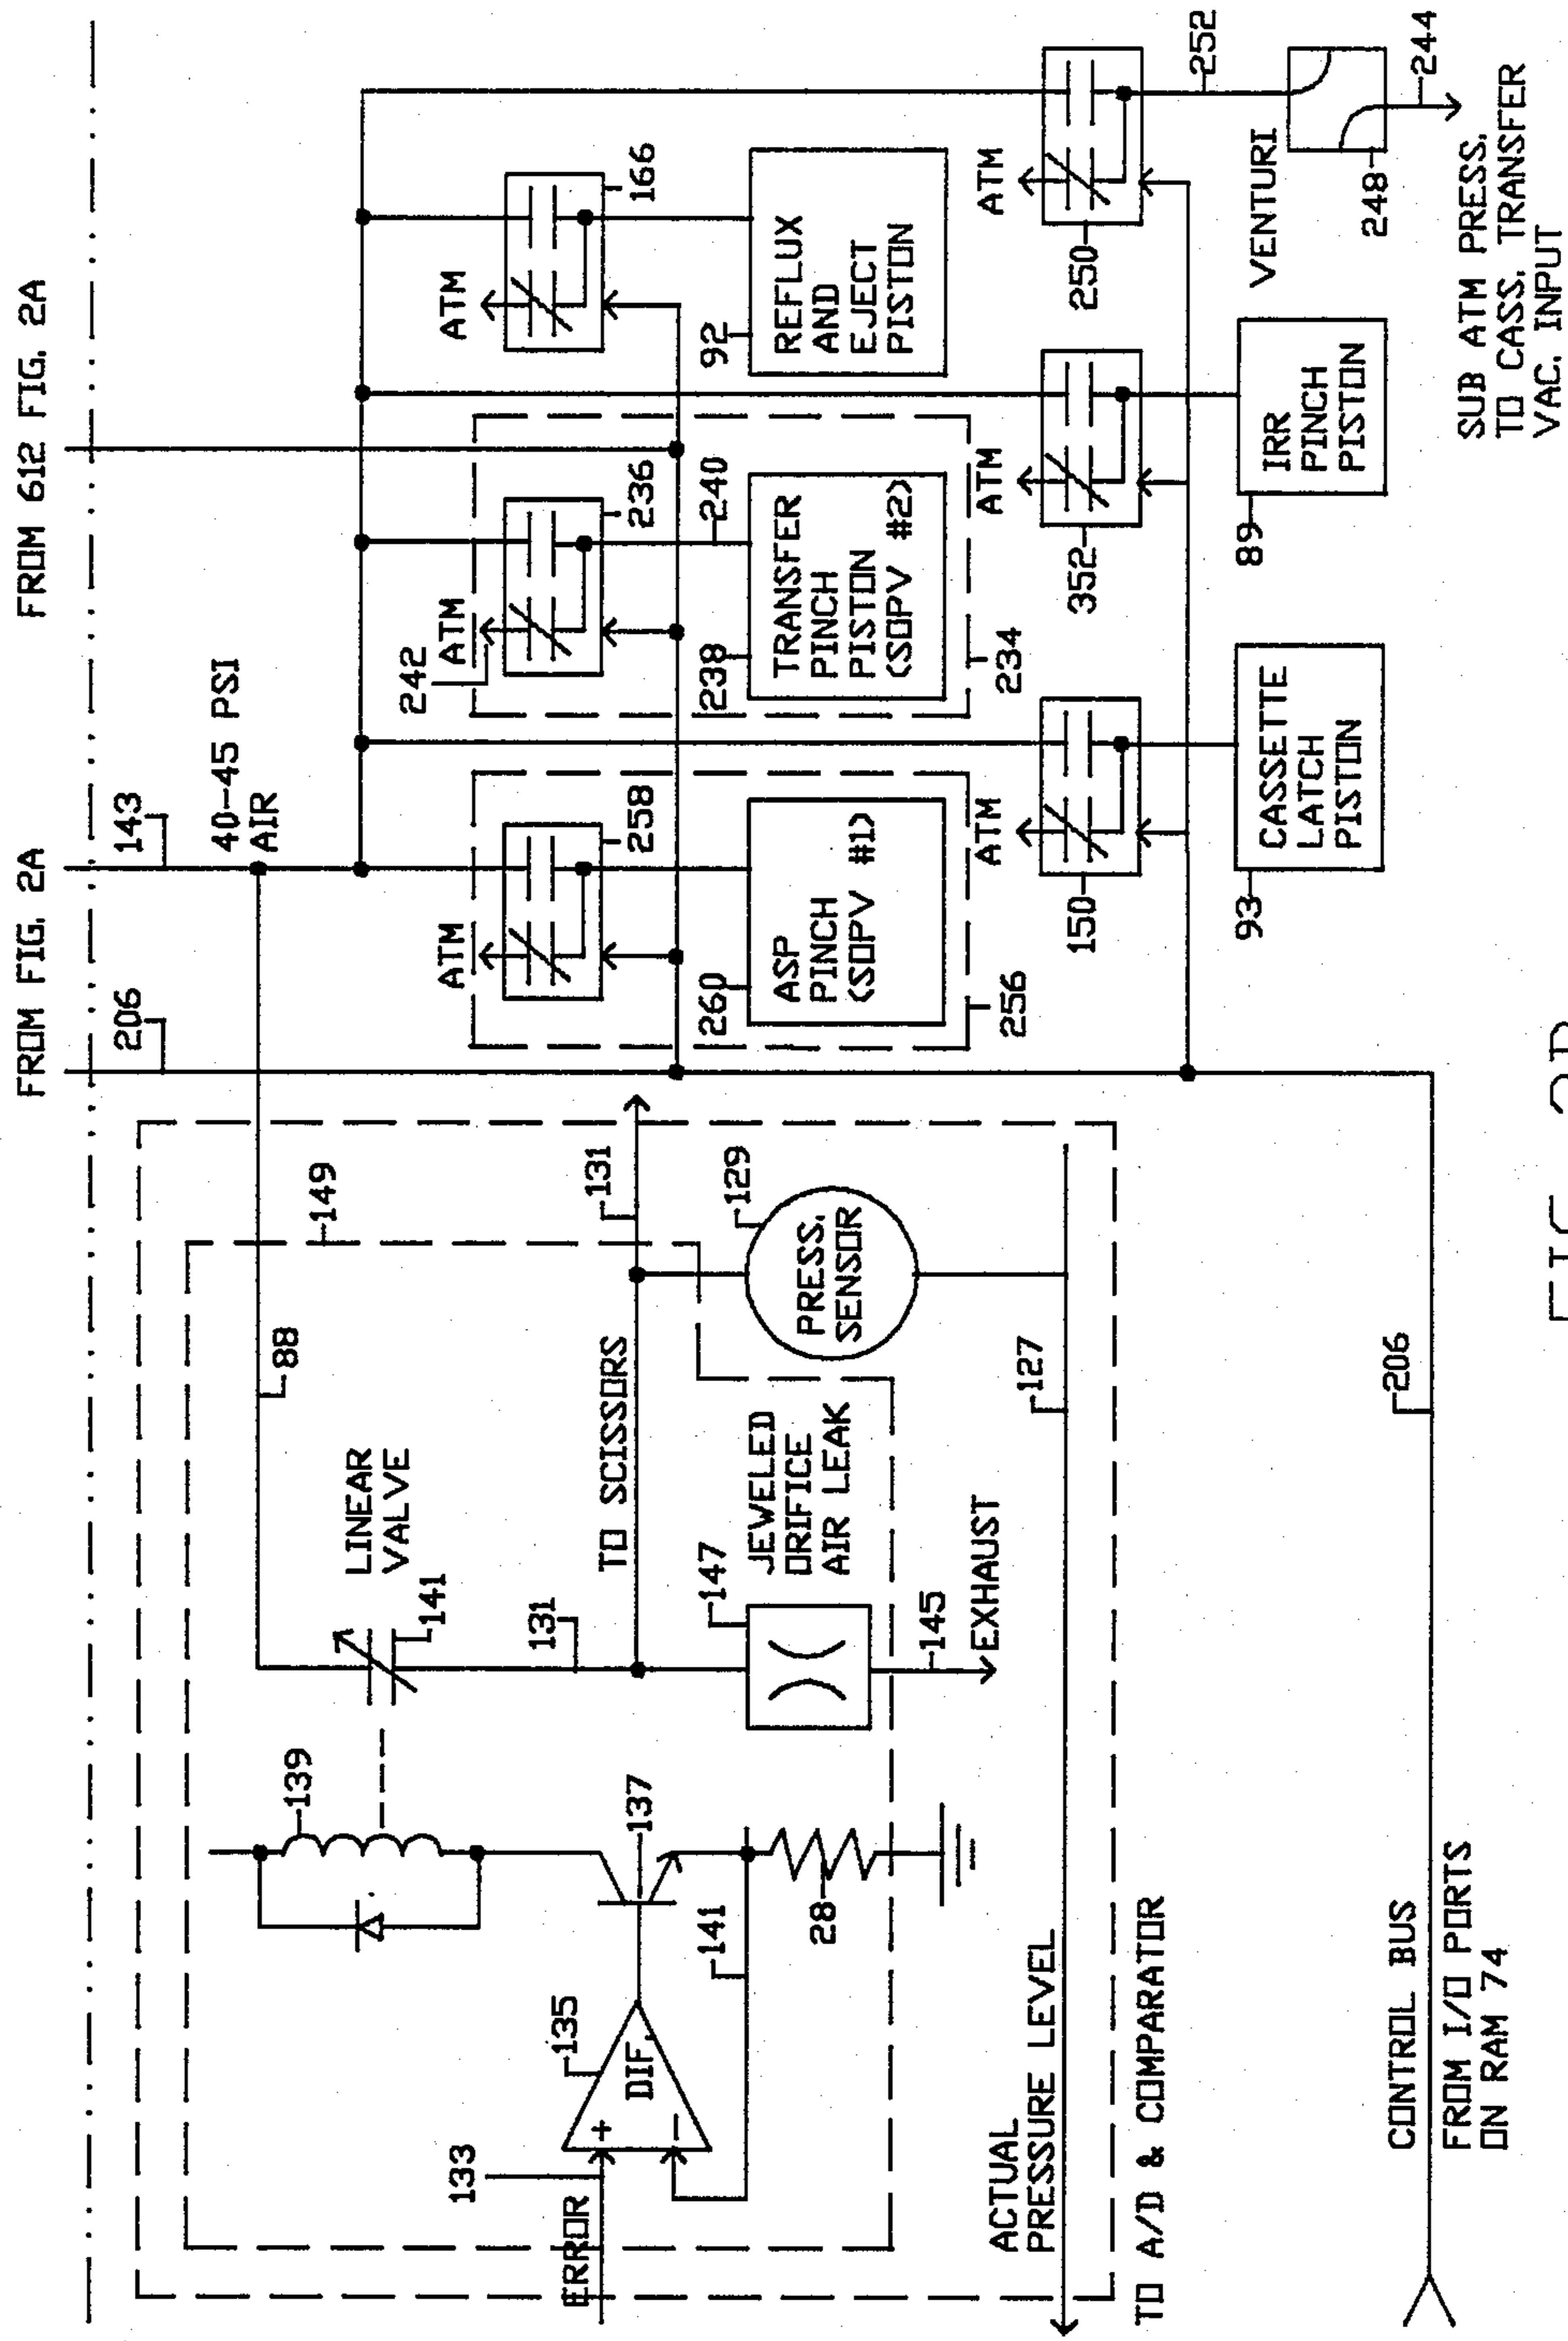 FROM FIG. 2A
FROM 612 FIG. 2A
206
143
40-45 PSI
AIR
149
88
LINEAR
VALVE
141
139
131
TO SCISSORS
131
137
135
DIF.
+
−
133
ERROR
141
28
147
JEWELED
ORIFICE
AIR LEAK
145
EXHAUST
129
PRESS.
SENSOR
127
ACTUAL
PRESSURE LEVEL
TO A/D & COMPARATOR
ATM
258
260
ASP
PINCH
(SOPV #1)
256
242
ATM
236
240
238
TRANSFER
PINCH
PISTON
(SOPV #2)
234
ATM
166
92
REFLUX
AND
EJECT
PISTON
ATM
150
93
CASSETTE
LATCH
PISTON
ATM
352
89
IRR
PINCH
PISTON
ATM
250
252
VENTURI
248
244
SUB ATM PRESS.
TO CASS. TRANSFER
VAC. INPUT
206
CONTROL BUS
FROM I/O PORTS
ON RAM 74